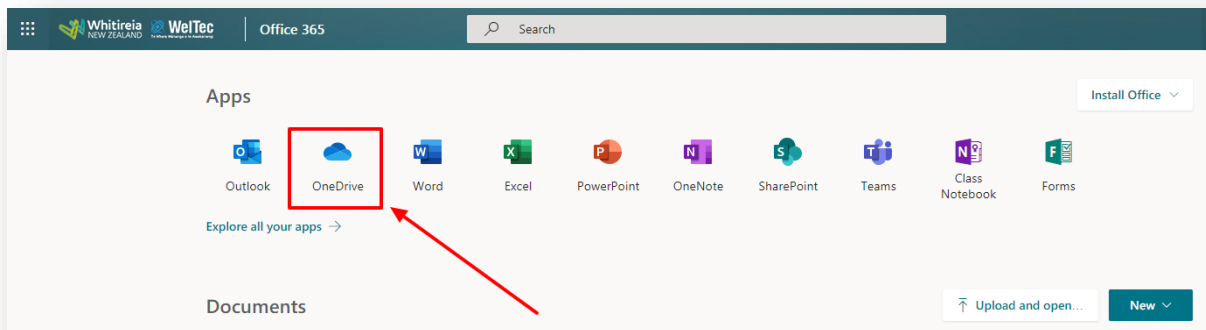 Whitireia
NEW ZEALAND
WelTec
Office 365
Search
Apps
Install Office
Outlook
OneDrive
Word
Excel
PowerPoint
OneNote
SharePoint
Teams
Class
Notebook
Forms
Explore all your apps →
Documents
Upload and open...
New